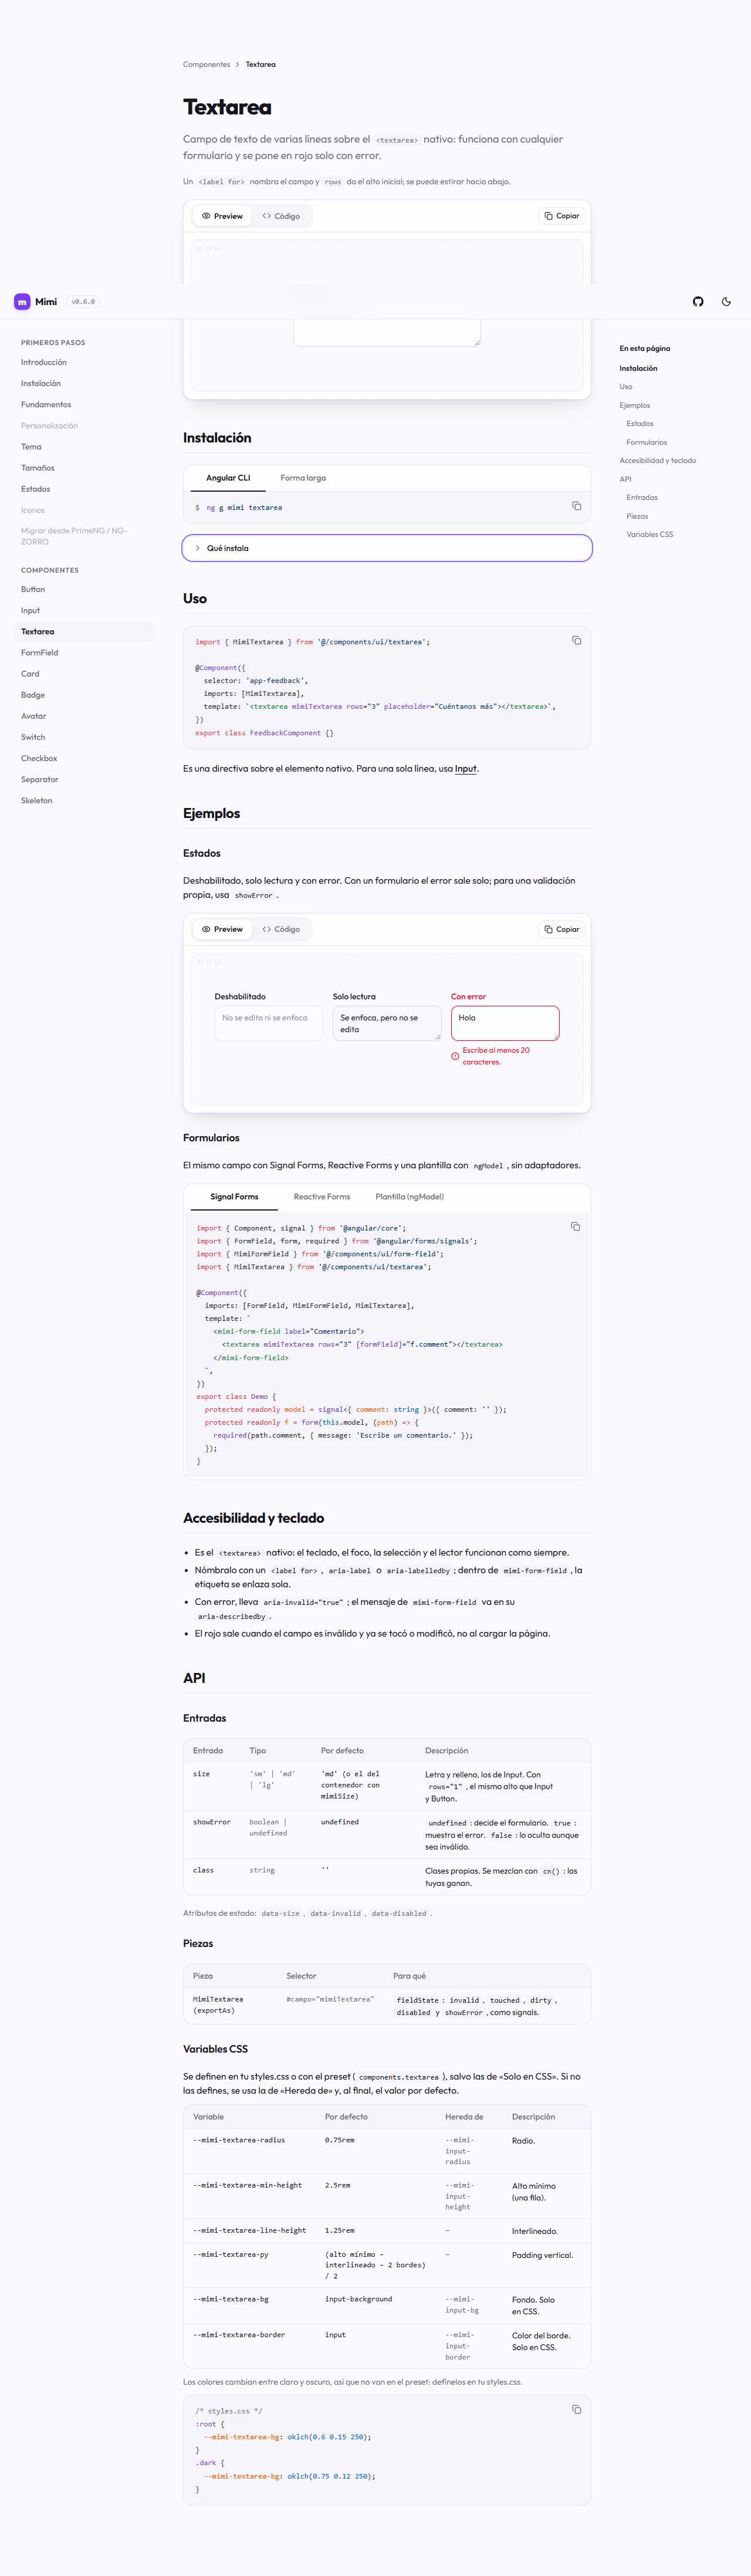 Componentes > Textarea
Textarea
Campo de texto de varias líneas sobre el <textarea> nativo: funciona con cualquier
formulario y se pone en rojo solo con error.
Un <label for> nombra el campo y rows da el alto inicial; se puede estirar hacia abajo.
Preview
Código
Copiar
m Mimi v0.6.0
PRIMEROS PASOS
Introducción
Instalación
Fundamentos
Personalización
Tema
Tamaños
Estados
Iconos
Migrar desde PrimeNG / NG-
ZORRO
COMPONENTES
Button
Input
Textarea
FormField
Card
Badge
Avatar
Switch
Checkbox
Separator
Skeleton
En esta página
Instalación
Uso
Ejemplos
Estados
Formularios
Accesibilidad y teclado
API
Entradas
Piezas
Variables CSS
Instalación
Angular CLI
Forma larga
$ ng g mimi textarea
> Qué instala
Uso
import { MimiTextarea } from '@/components/ui/textarea';
@Component({
selector: 'app-feedback',
imports: [MimiTextarea],
template: `<textarea mimiTextarea rows="3" placeholder="Cuéntanos más"></textarea>`,
})
export class FeedbackComponent {}
Es una directiva sobre el elemento nativo. Para una sola línea, usa Input.
Ejemplos
Estados
Deshabilitado, solo lectura y con error. Con un formulario el error sale solo; para una validación
propia, usa showError .
Preview
Código
Copiar
Deshabilitado
No se edita ni se enfoca
Solo lectura
Se enfoca, pero no se
edita
Con error
Hola
Escribe al menos 20
caracteres.
Formularios
El mismo campo con Signal Forms, Reactive Forms y una plantilla con ngModel , sin adaptadores.
Signal Forms
Reactive Forms
Plantilla (ngModel)
import { Component, signal } from '@angular/core';
import { FormField, form, required } from '@angular/forms/signals';
import { MimiFormField } from '@/components/ui/form-field';
import { MimiTextarea } from '@/components/ui/textarea';
@Component({
imports: [FormField, MimiFormField, MimiTextarea],
template: `
<mimi-form-field label="Comentario">
<textarea mimiTextarea rows="3" [formField]="f.comment"></textarea>
</mimi-form-field>
`,
})
export class Demo {
protected readonly model = signal<{ comment: string }>({ comment: '' });
protected readonly f = form(this.model, (path) => {
required(path.comment, { message: 'Escribe un comentario.' });
});
}
Accesibilidad y teclado
• Es el <textarea> nativo: el teclado, el foco, la selección y el lector funcionan como siempre.
• Nómbralo con un <label for> , aria-label o aria-labelledby ; dentro de mimi-form-field , la
etiqueta se enlaza sola.
• Con error, lleva aria-invalid="true" ; el mensaje de mimi-form-field va en su
aria-describedby .
• El rojo sale cuando el campo es inválido y ya se tocó o modificó, no al cargar la página.
API
Entradas
Entrada Tipo Por defecto Descripción
size 'sm' | 'md' 'md' (o el del Letra y relleno, los de Input. Con
| 'lg' contenedor con rows="1" , el mismo alto que Input
mimiSize) y Button.
showError boolean | undefined undefined : decide el formulario. true :
undefined muestra el error. false : lo oculta aunque
sea inválido.
class string '' Clases propias. Se mezclan con cn() : las
tuyas ganan.
Atributos de estado: data-size , data-invalid , data-disabled .
Piezas
Pieza Selector Para qué
MimiTextarea #campo="mimiTextarea" fieldState : invalid , touched , dirty ,
(exportAs) disabled y showError , como signals.
Variables CSS
Se definen en tu styles.css o con el preset ( components.textarea ), salvo las de «Solo en CSS». Si no
las defines, se usa la de «Hereda de» y, al final, el valor por defecto.
Variable Por defecto Hereda de Descripción
--mimi-textarea-radius 0.75rem --mimi- Radio.
input-
radius
--mimi-textarea-min-height 2.5rem --mimi- Alto mínimo
input- (una fila).
height
--mimi-textarea-line-height 1.25rem — Interlineado.
--mimi-textarea-py (alto mínimo − — Padding vertical.
interlineado − 2 bordes)
/ 2
--mimi-textarea-bg input-background --mimi- Fondo. Solo
input-bg en CSS.
--mimi-textarea-border input --mimi- Color del borde.
input- Solo en CSS.
border
Los colores cambian entre claro y oscuro, así que no van en el preset: defínelos en tu styles.css.
/* styles.css */
:root {
--mimi-textarea-bg: oklch(0.6 0.15 250);
}
.dark {
--mimi-textarea-bg: oklch(0.75 0.12 250);
}